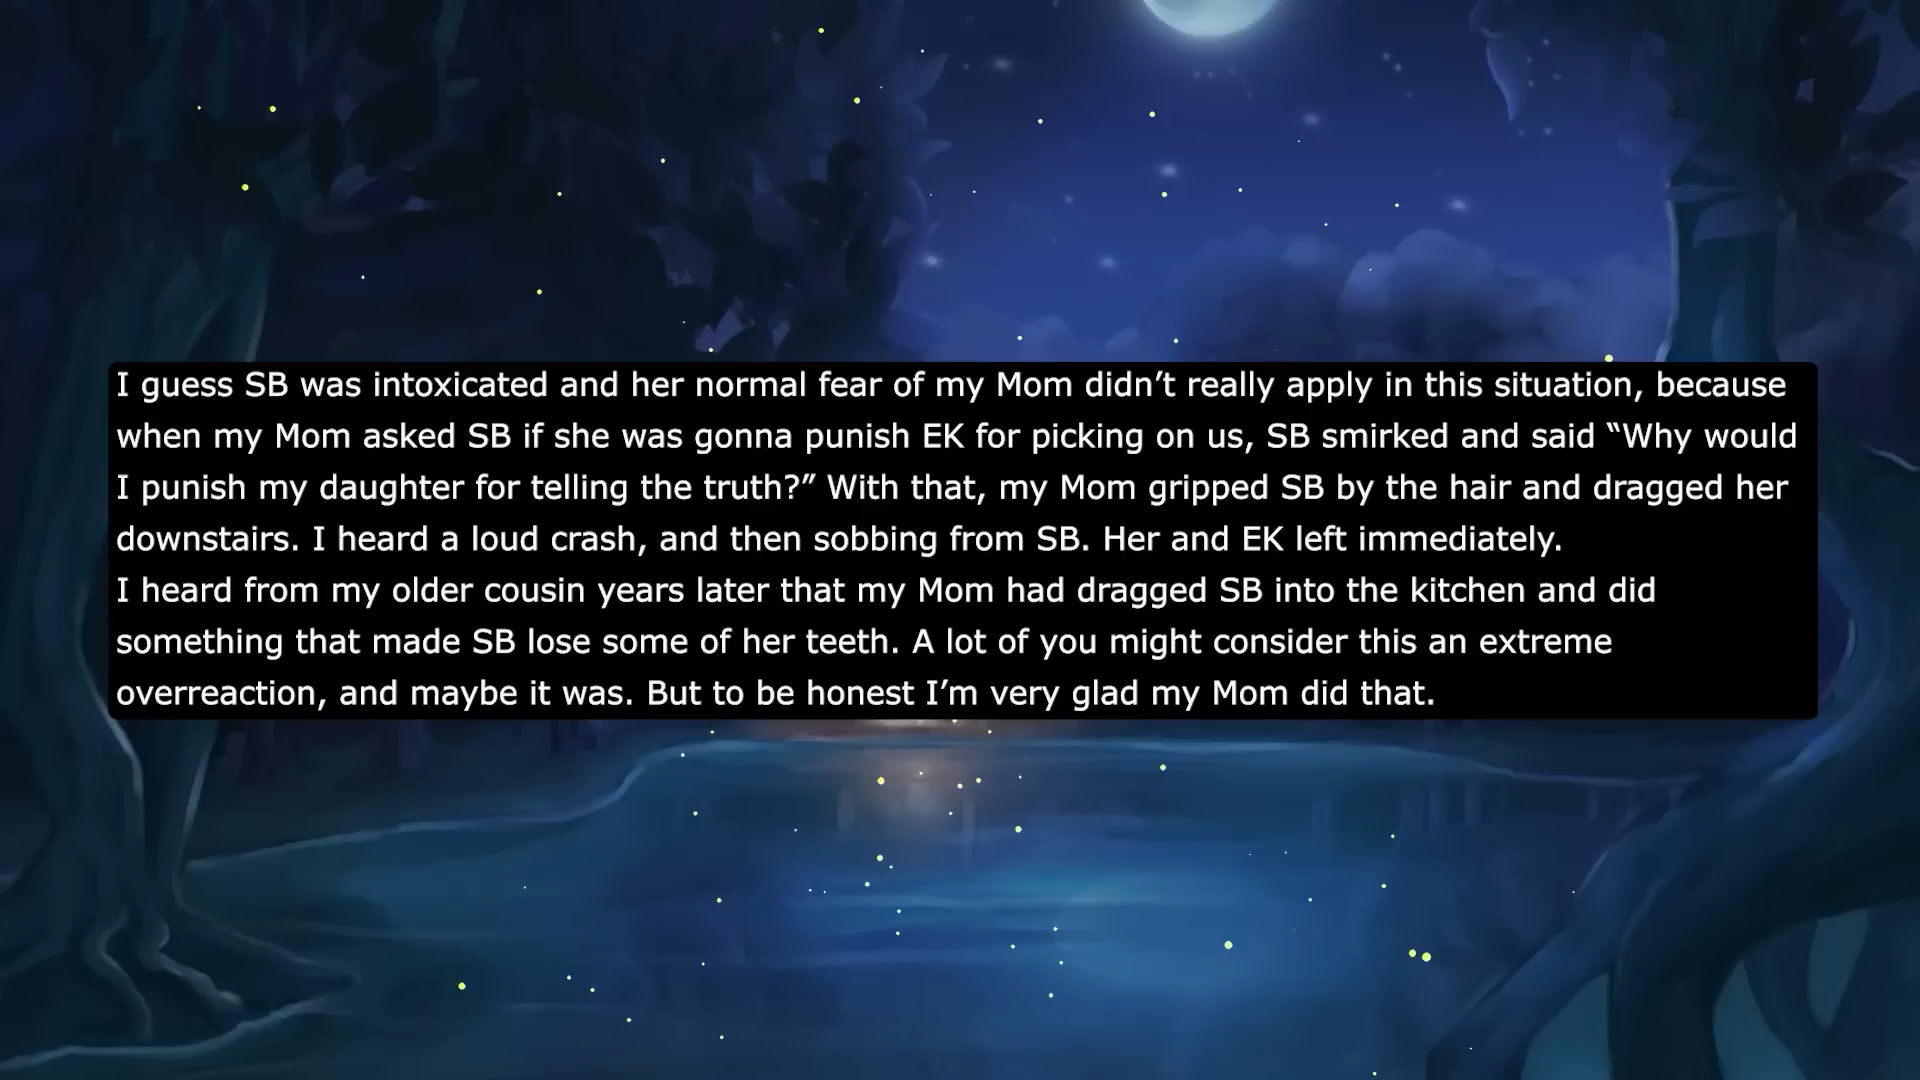 I guess SB was intoxicated and her normal fear of my Mom didn’t really apply in this situation, because
when my Mom asked SB if she was gonna punish EK for picking on us, SB smirked and said “Why would
I punish my daughter for telling the truth?” With that, my Mom gripped SB by the hair and dragged her
downstairs. I heard a loud crash, and then sobbing from SB. Her and EK left immediately.
I heard from my older cousin years later that my Mom had dragged SB into the kitchen and did
something that made SB lose some of her teeth. A lot of you might consider this an extreme
overreaction, and maybe it was. But to be honest I’m very glad my Mom did that.